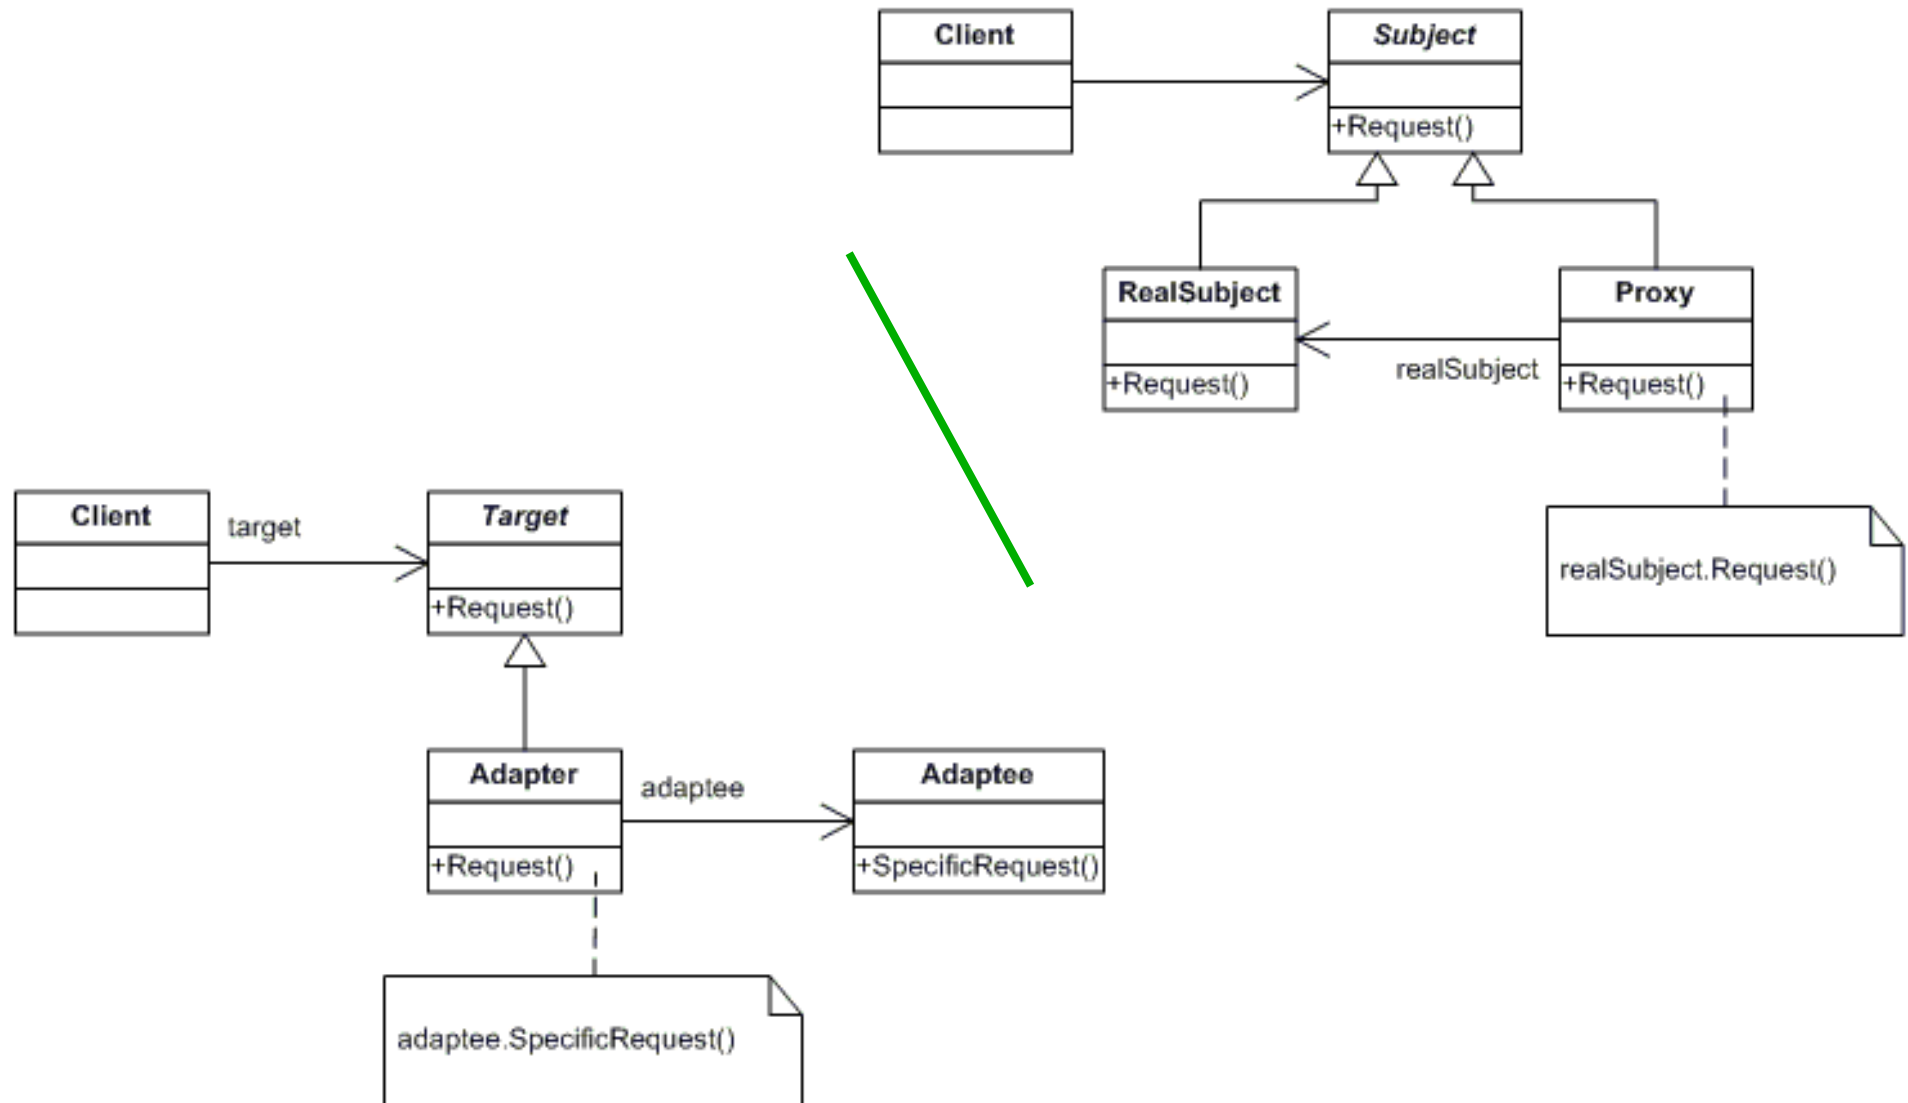 Client
Subject
+Request()
RealSubject
+Request()
realSubject
Proxy
+Request()
realSubject.Request()
Client
target
Target
+Request()
Adapter
+Request()
adaptee
Adaptee
+SpecificRequest()
adaptee.SpecificRequest()